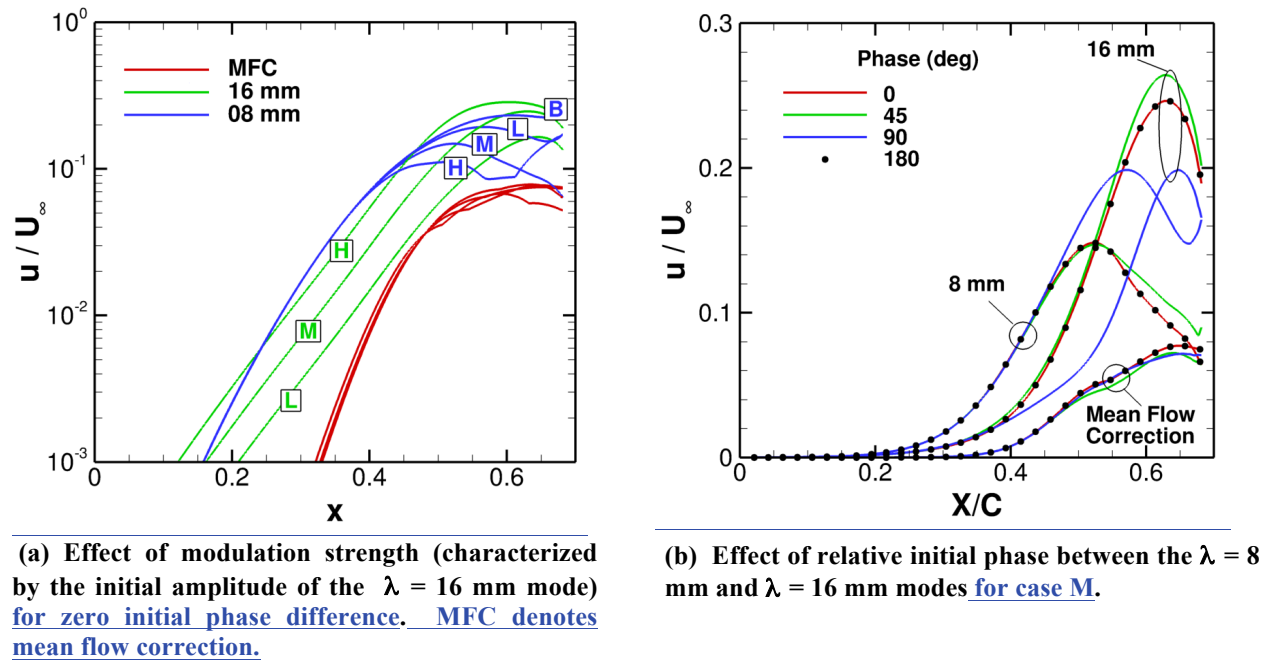 10⁰
10⁻¹
10⁻²
10⁻³
u / U∞
MFC
16 mm
08 mm
B
L
M
H
H
M
L
0
0.2
0.4
0.6
x
(a) Effect of modulation strength (characterized
by the initial amplitude of the λ = 16 mm mode)
for zero initial phase difference. MFC denotes
mean flow correction.
0.3
0.2
0.1
0
u / U∞
Phase (deg)
0
45
90
180
16 mm
8 mm
Mean Flow
Correction
0
0.2
0.4
0.6
X/C
(b) Effect of relative initial phase between the λ = 8
mm and λ = 16 mm modes for case M.